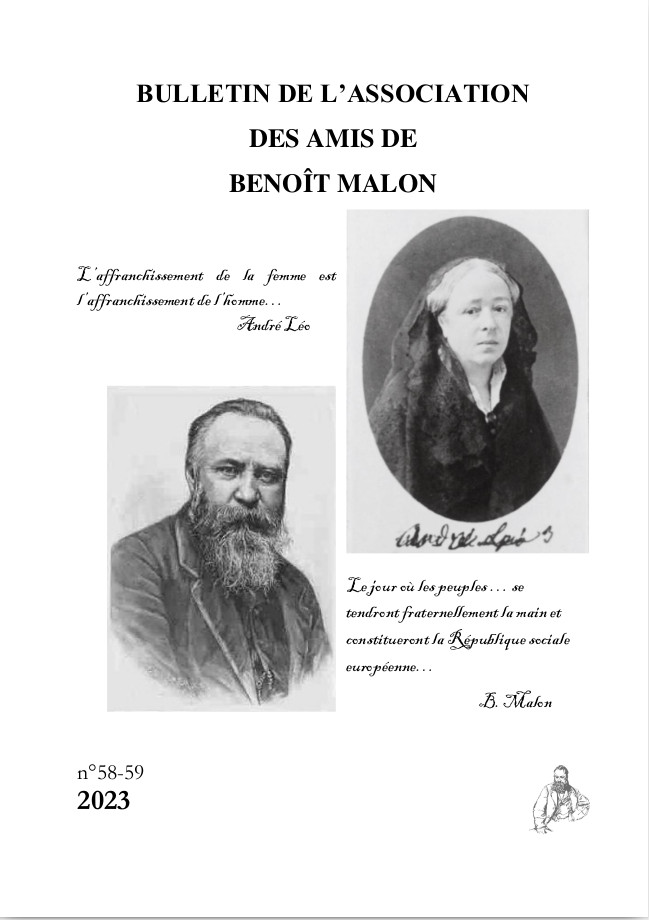 BULLETIN DE L’ASSOCIATION
DES AMIS DE
BENOÎT MALON
L'affranchissement de la femme est
l'affranchissement de l'homme…
André Léo
André Léo
Le jour où les peuples … se
tendront fraternellement la main et
constitueront la République sociale
européenne…
B. Malon
n°58-59
2023